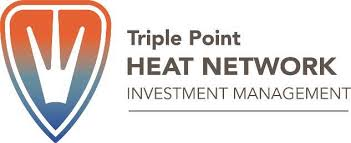 Triple Point
HEAT NETWORK
INVESTMENT MANAGEMENT